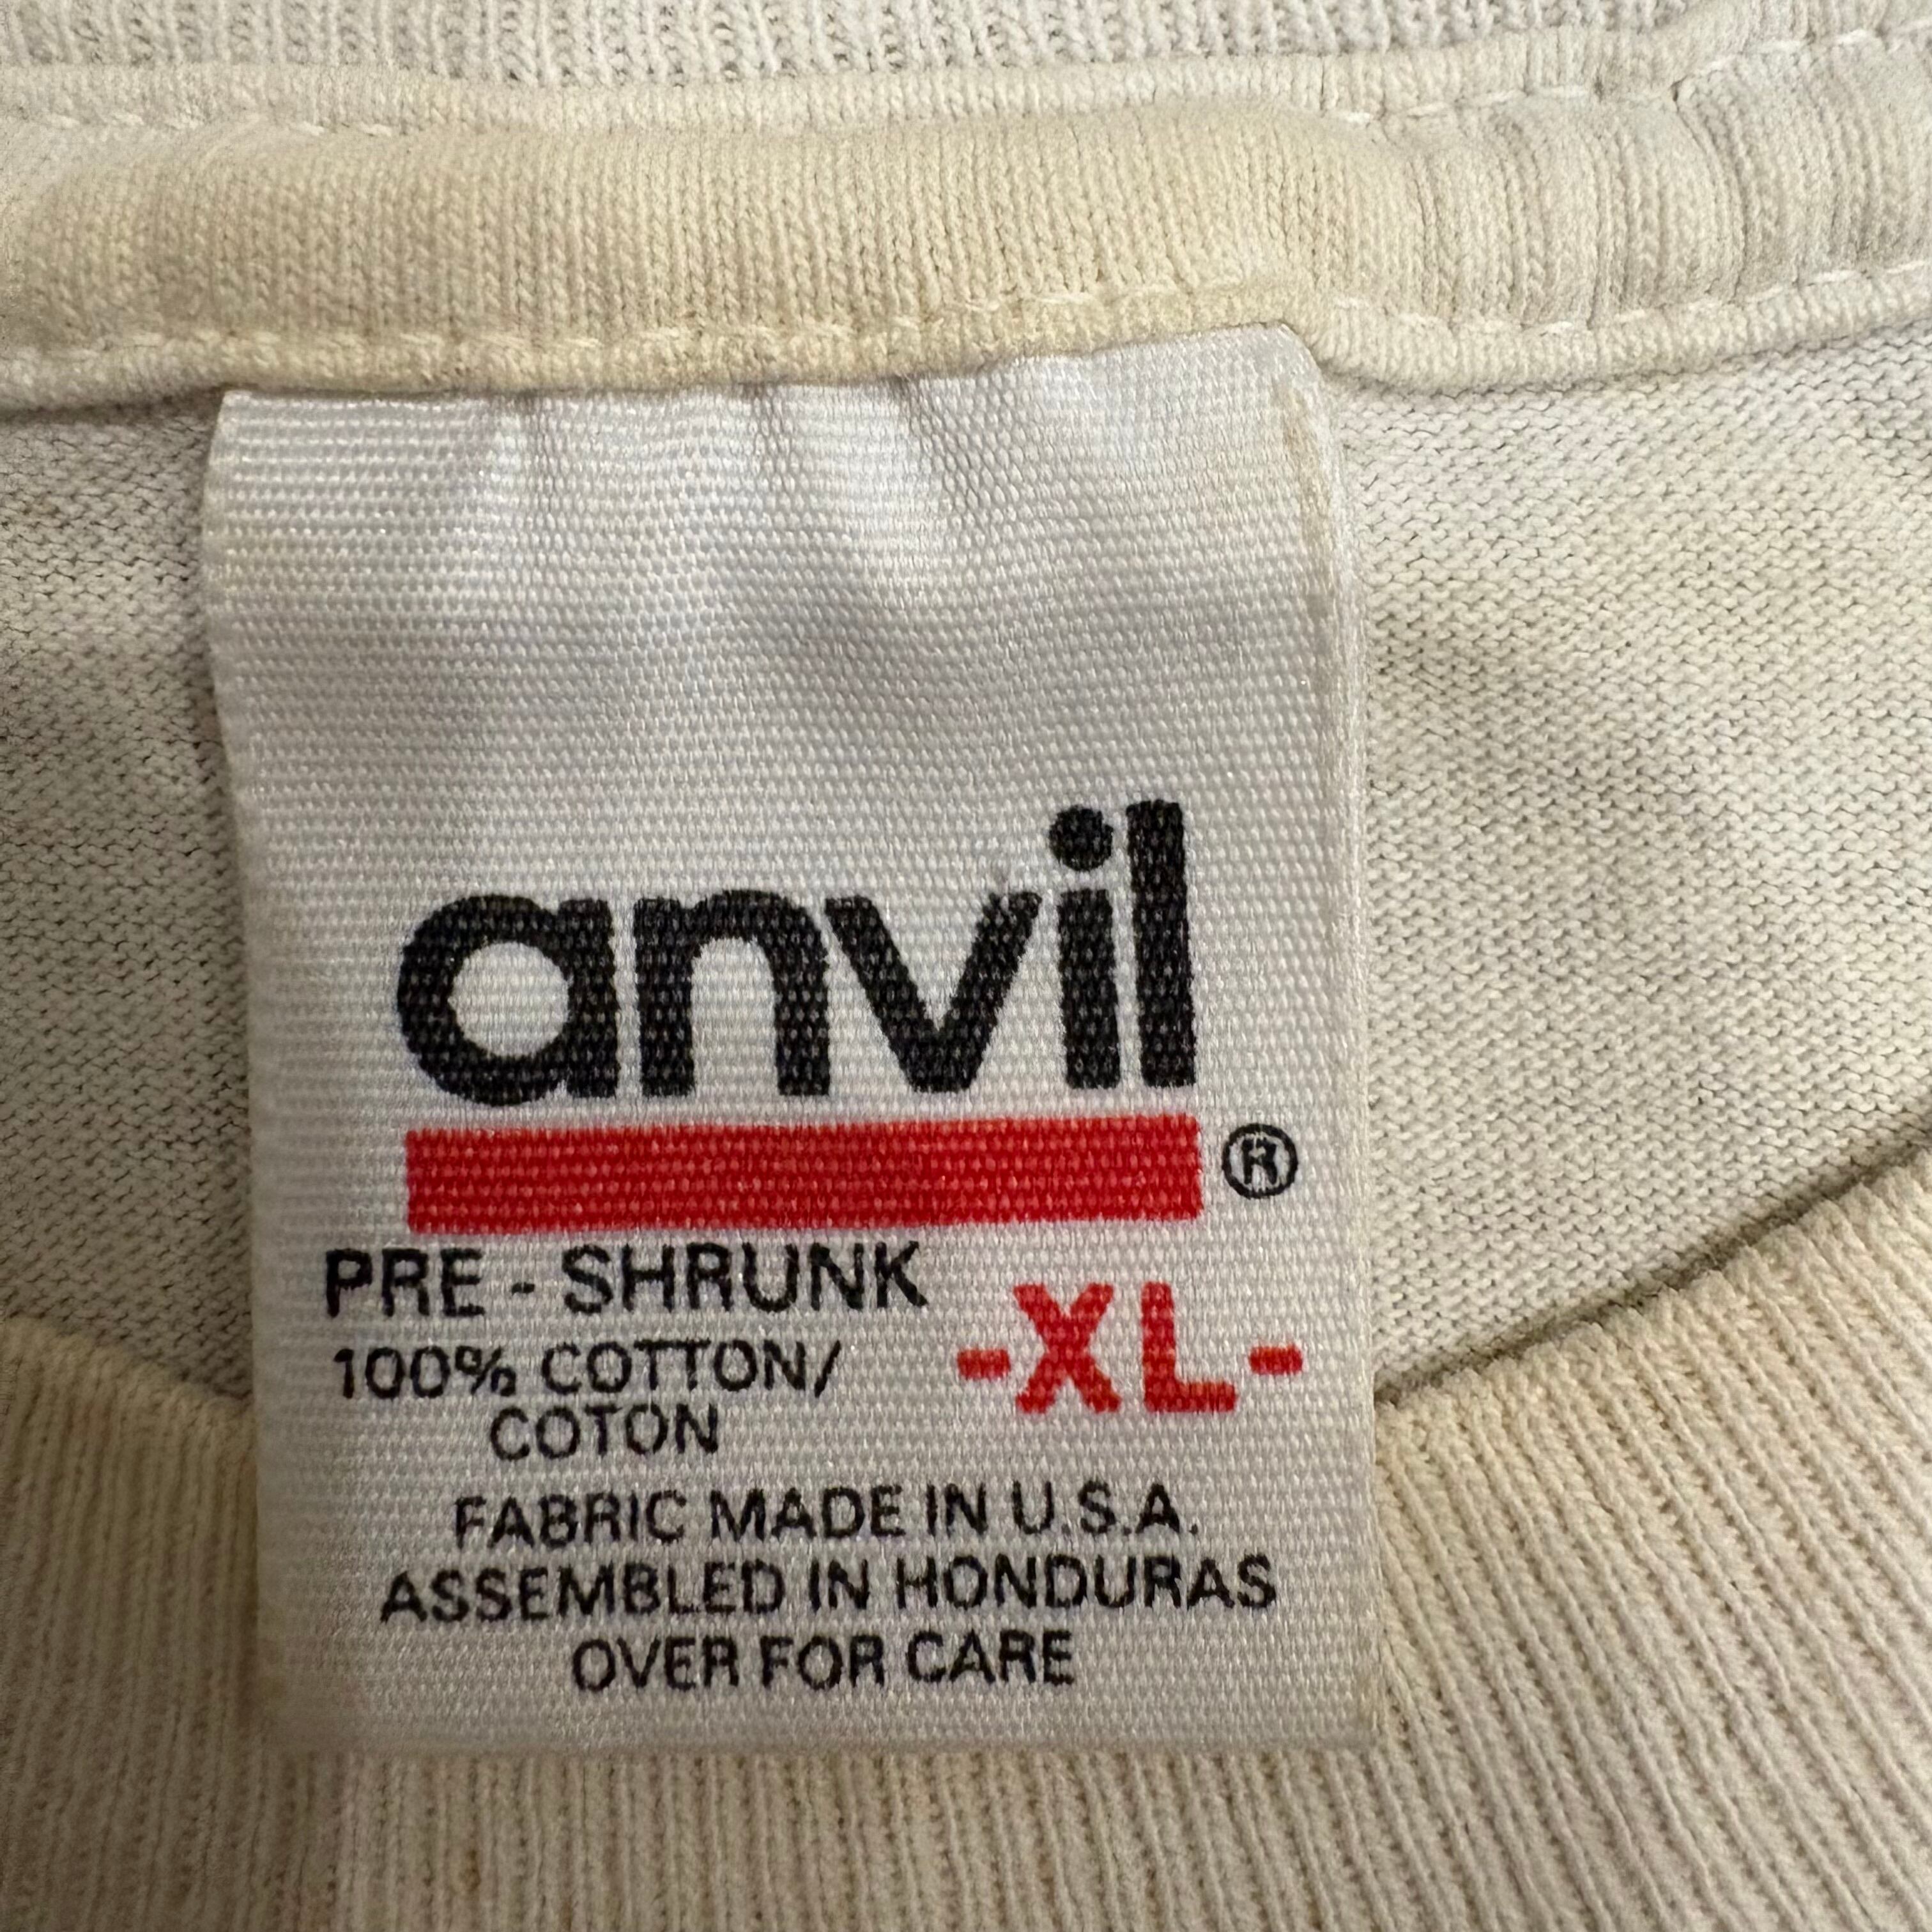 anvil
®
PRE - SHRUNK
-XL-
100% COTTON/
COTON
FABRIC MADE IN U.S.A.
ASSEMBLED IN HONDURAS
OVER FOR CARE